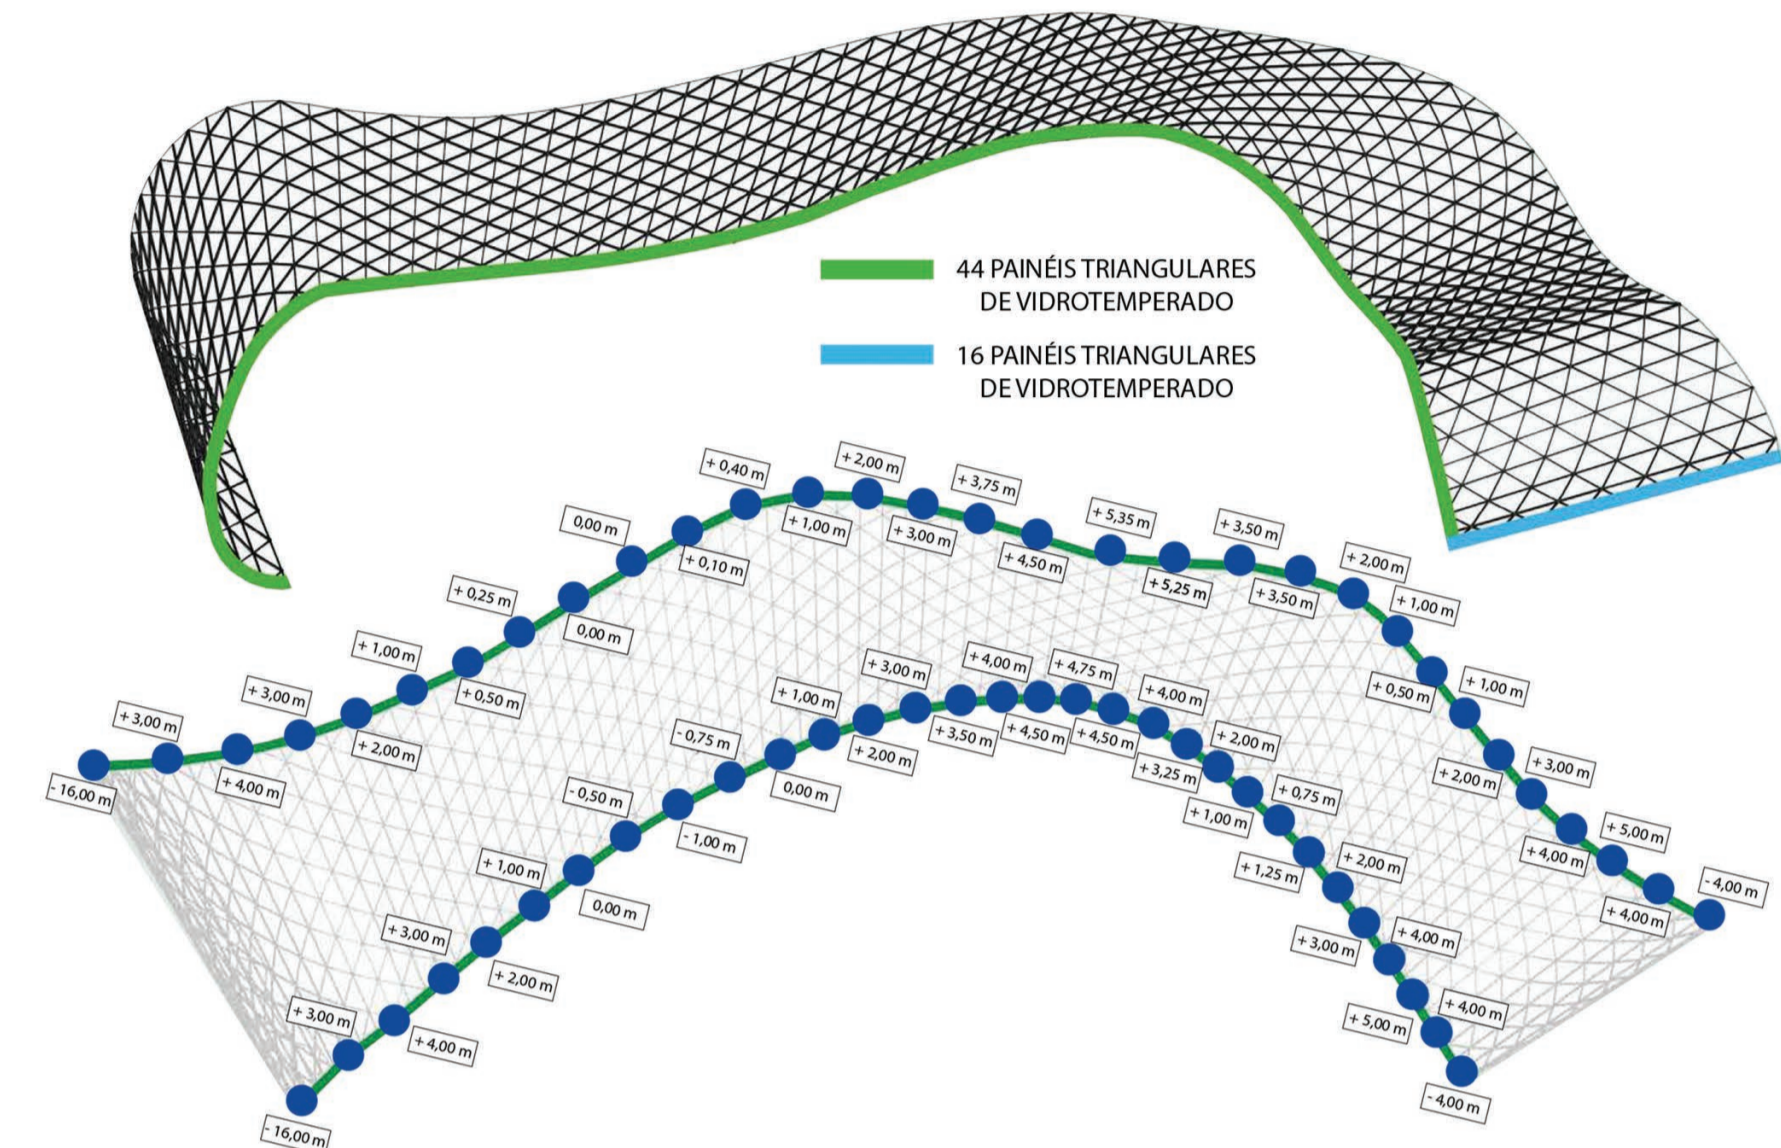 44 PAINÉIS TRIANGULARES
DE VIDROTEMPERADO
16 PAINÉIS TRIANGULARES
DE VIDROTEMPERADO
- 16,00 m
+ 3,00 m
+ 4,00 m
+ 3,00 m
+ 2,00 m
+ 1,00 m
+ 0,50 m
+ 0,25 m
0,00 m
0,00 m
+ 0,10 m
+ 0,40 m
+ 1,00 m
+ 2,00 m
+ 3,00 m
+ 3,75 m
+ 4,50 m
+ 5,35 m
+ 5,25 m
+ 3,50 m
+ 3,50 m
+ 2,00 m
+ 1,00 m
+ 0,50 m
+ 1,00 m
+ 2,00 m
+ 3,00 m
+ 4,00 m
+ 5,00 m
+ 4,00 m
- 4,00 m
- 16,00 m
+ 3,00 m
+ 4,00 m
+ 3,00 m
+ 2,00 m
+ 1,00 m
0,00 m
- 0,50 m
- 1,00 m
- 0,75 m
0,00 m
+ 1,00 m
+ 2,00 m
+ 3,00 m
+ 3,50 m
+ 4,00 m
+ 4,50 m
+ 4,75 m
+ 4,50 m
+ 4,00 m
+ 3,25 m
+ 2,00 m
+ 1,00 m
+ 0,75 m
+ 1,25 m
+ 2,00 m
+ 3,00 m
+ 4,00 m
+ 5,00 m
+ 4,00 m
- 4,00 m